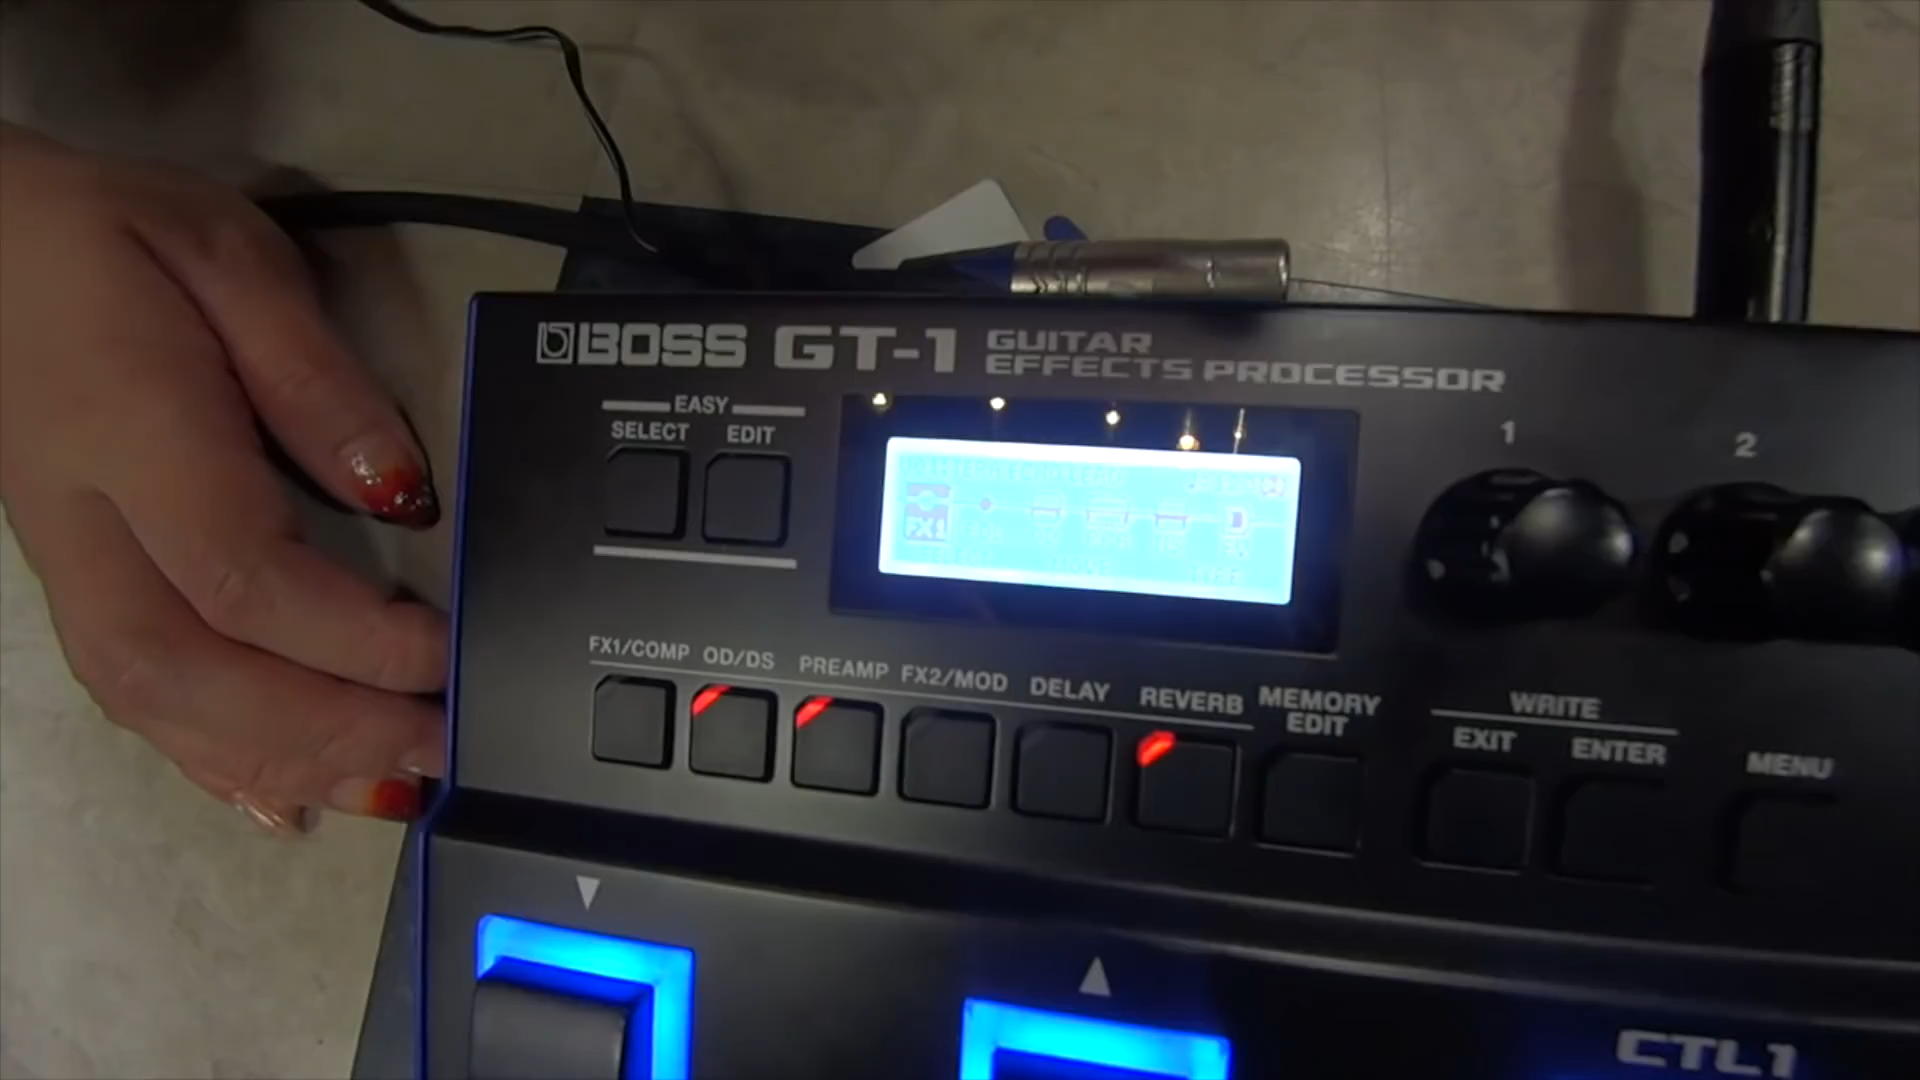 BOSS GT-1 GUITAR EFFECTS PROCESSOR
EASY
SELECT EDIT
1 2
FX1
FX1/COMP OD/DS PREAMP FX2/MOD DELAY REVERB MEMORY EDIT
WRITE
EXIT ENTER
MENU
CTL1